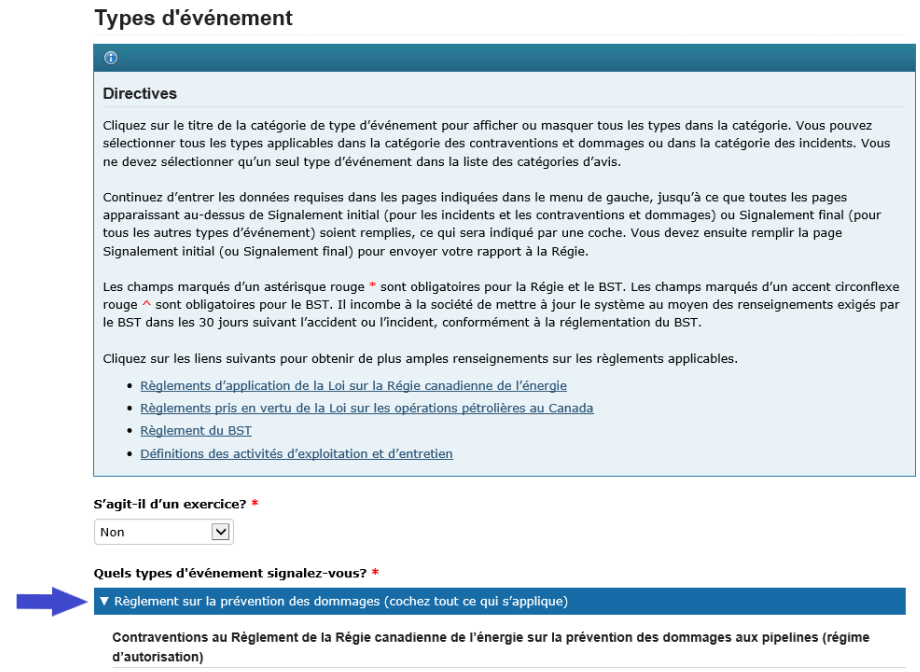 Types d'événement
Directives
Cliquez sur le titre de la catégorie de type d’événement pour afficher ou masquer tous les types dans la catégorie. Vous pouvez
sélectionner tous les types applicables dans la catégorie des contraventions et dommages ou dans la catégorie des incidents. Vous
ne devez sélectionner qu’un seul type d’événement dans la liste des catégories d’avis.
Continuez d’entrer les données requises dans les pages indiquées dans le menu de gauche, jusqu’à ce que toutes les pages
apparaissant au-dessus de Signalement initial (pour les incidents et les contraventions et dommages) ou Signalement final (pour
tous les autres types d’événement) soient remplies, ce qui sera indiqué par une coche. Vous devez ensuite remplir la page
Signalement initial (ou Signalement final) pour envoyer votre rapport à la Régie.
Les champs marqués d’un astérisque rouge * sont obligatoires pour la Régie et le BST. Les champs marqués d’un accent circonflexe
rouge ^ sont obligatoires pour le BST. Il incombe à la société de mettre à jour le système au moyen des renseignements exigés par
le BST dans les 30 jours suivant l’accident ou l’incident, conformément à la réglementation du BST.
Cliquez sur les liens suivants pour obtenir de plus amples renseignements sur les règlements applicables.
• Règlements d’application de la Loi sur la Régie canadienne de l’énergie
• Règlements pris en vertu de la Loi sur les opérations pétrolières au Canada
• Règlement du BST
• Définitions des activités d’exploitation et d’entretien
S’agit-il d’un exercice? *
Non
Quels types d'événement signalez-vous? *
▼ Règlement sur la prévention des dommages (cochez tout ce qui s’applique)
Contraventions au Règlement de la Régie canadienne de l’énergie sur la prévention des dommages aux pipelines (régime
d’autorisation)